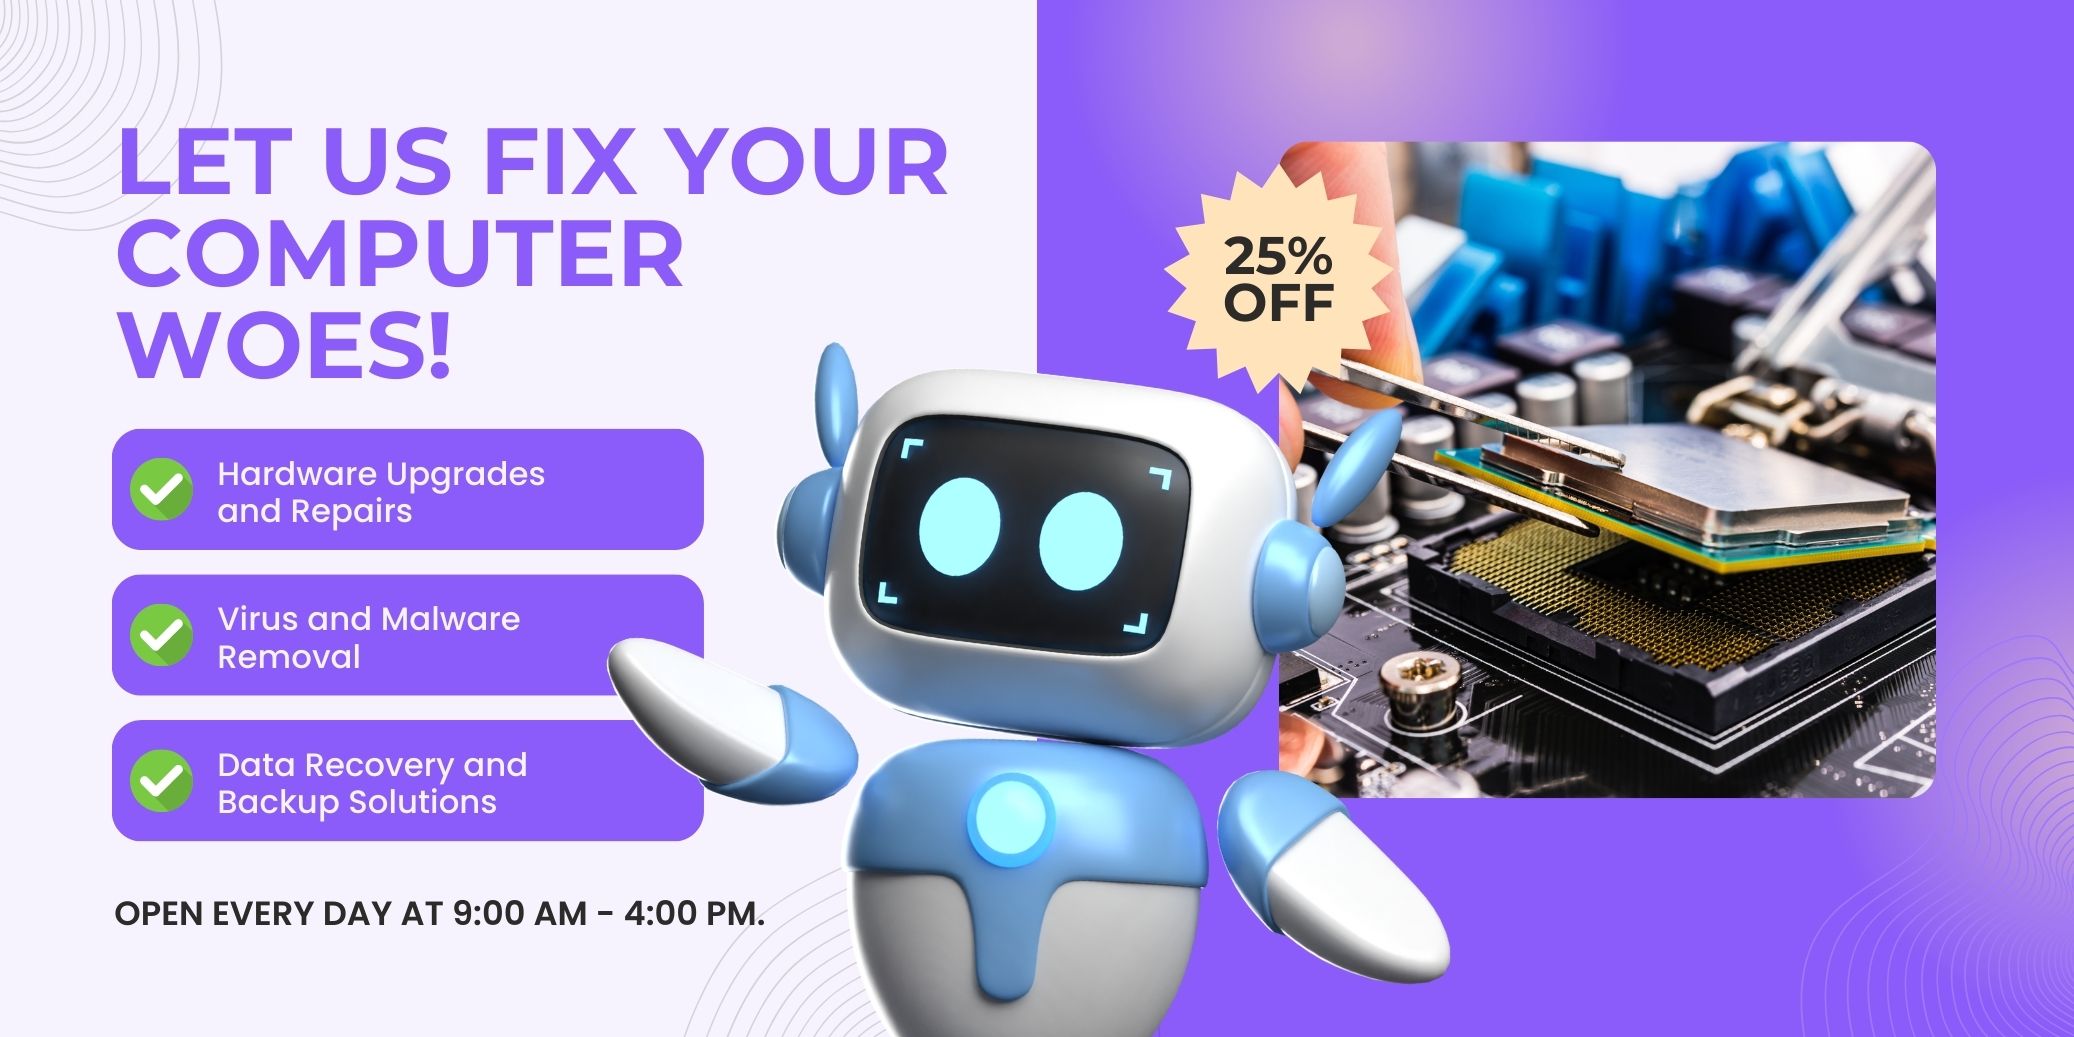 LET US FIX YOUR
COMPUTER
WOES!
25%
OFF
Hardware Upgrades
and Repairs
Virus and Malware
Removal
Data Recovery and
Backup Solutions
OPEN EVERY DAY AT 9:00 AM - 4:00 PM.